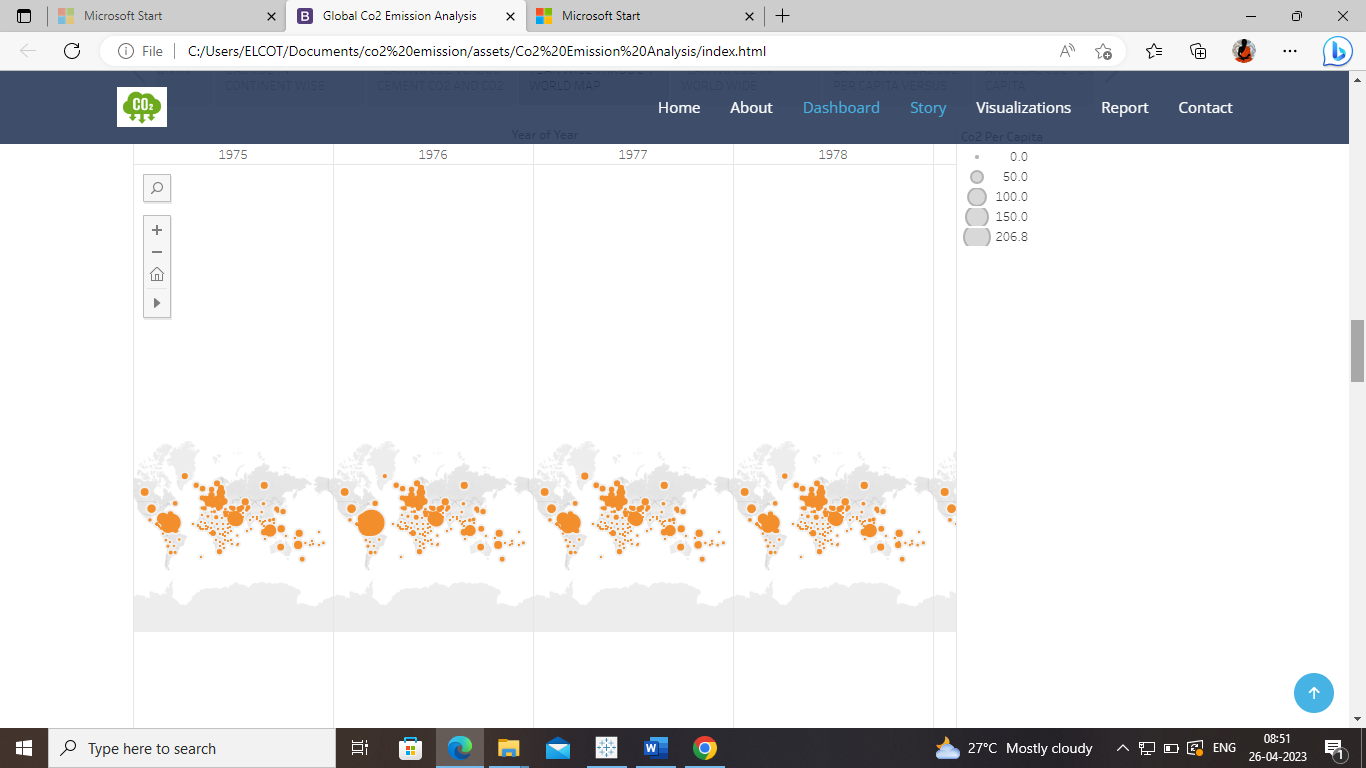 Microsoft Start
Global Co2 Emission Analysis
Microsoft Start
File
C:/Users/ELCOT/Documents/co2%20emission/assets/Co2%20Emission%20Analysis/index.html
CONTINENT WISE
CEMENT CO2 AND CO2
WORLD MAP
WORLD WIDE
PER CAPITA VERSUS
CAPITA
CO2
Home
About
Dashboard
Story
Visualizations
Report
Contact
Year of Year
Co2 Per Capita
1975
1976
1977
1978
0.0
50.0
100.0
150.0
206.8
Type here to search
27°C Mostly cloudy
ENG
08:51
26-04-2023
1